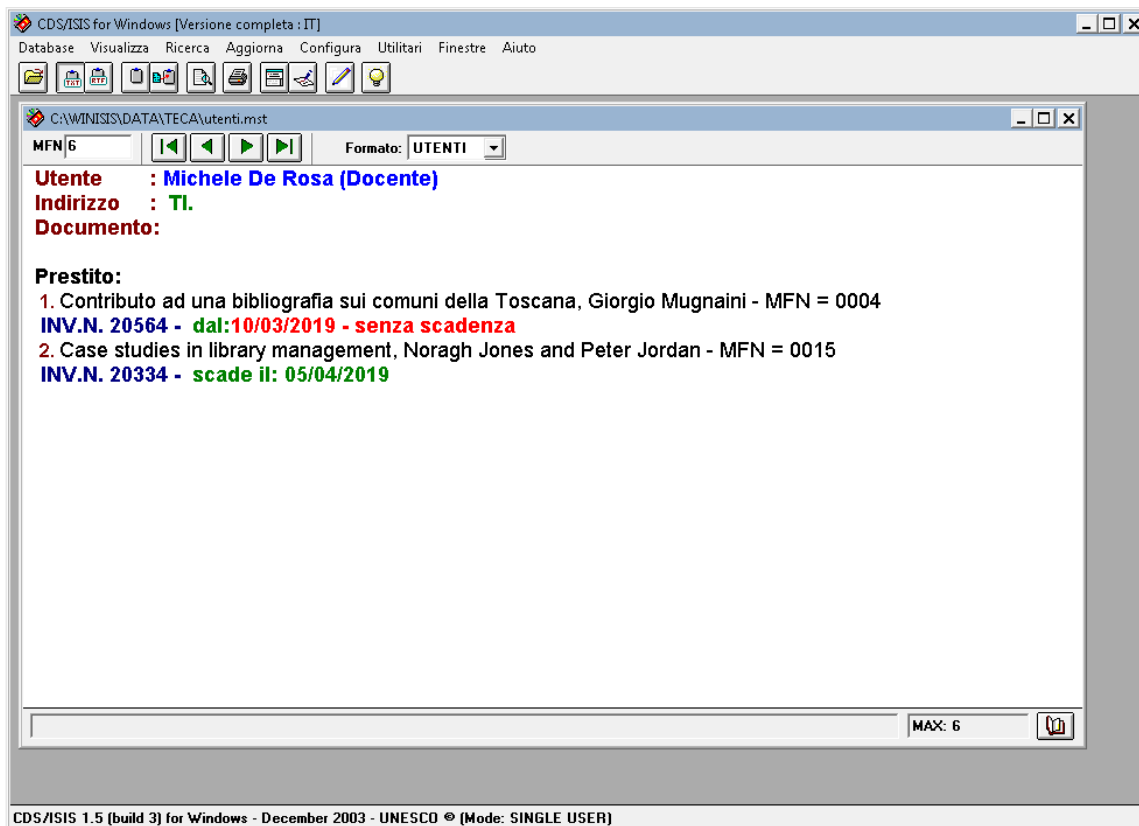 CDS/ISIS for Windows [Versione completa : IT]
Database Visualizza Ricerca Aggiorna Configura Utilitari Finestre Aiuto
TXT RTF
C:\WINISIS\DATA\TECA\utenti.mst
MFN 6 Formato: UTENTI
Utente : Michele De Rosa (Docente)
Indirizzo : Tl.
Documento:
Prestito:
1. Contributo ad una bibliografia sui comuni della Toscana, Giorgio Mugnaini - MFN = 0004
INV.N. 20564 - dal:10/03/2019 - senza scadenza
2. Case studies in library management, Noragh Jones and Peter Jordan - MFN = 0015
INV.N. 20334 - scade il: 05/04/2019
MAX: 6
CDS/ISIS 1.5 (build 3) for Windows - December 2003 - UNESCO © (Mode: SINGLE USER)